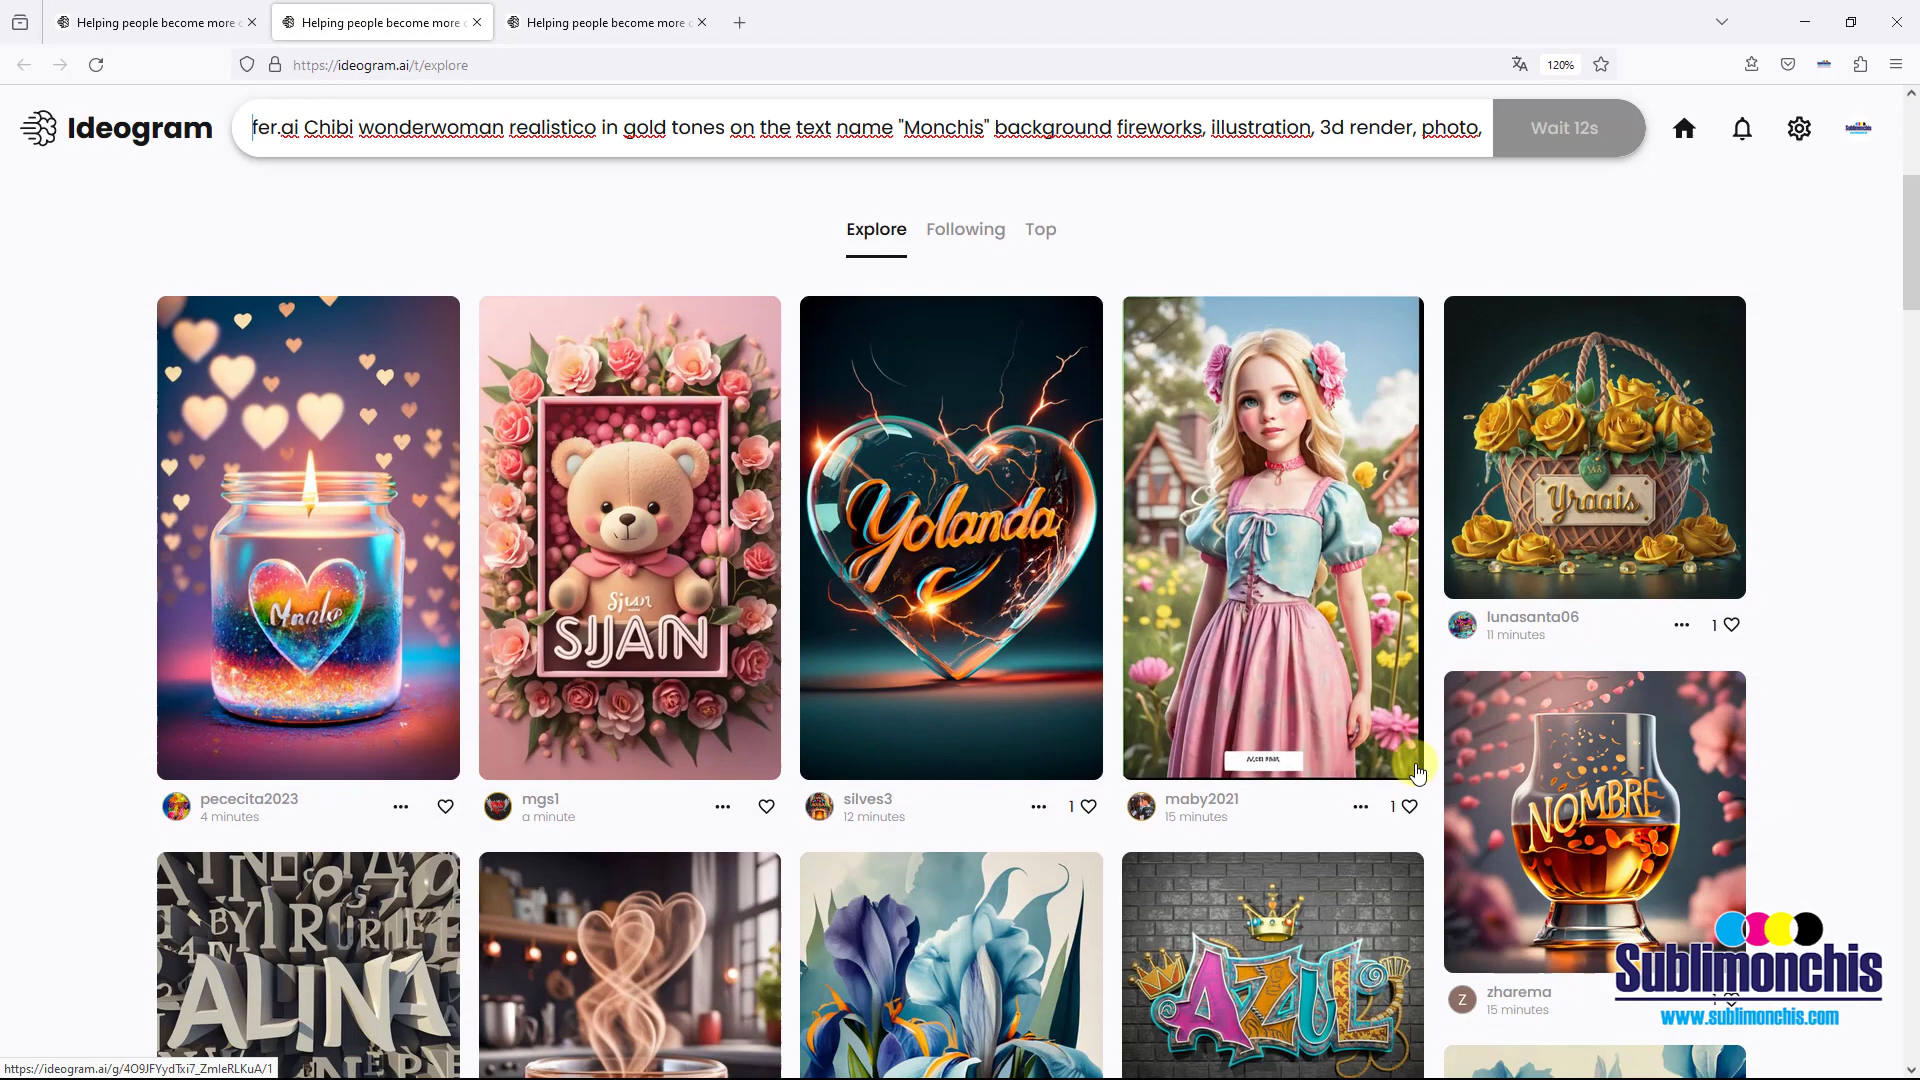 Helping people become more c
Helping people become more c
Helping people become more
https://ideogram.ai/t/explore
120%
Ideogram
fer.ai Chibi wonderwoman realistico in gold tones on the text name "Monchis" background fireworks, illustration, 3d render, photo,
Wait 12s
Explore
Following
Top
Yolanda
Sjian
SJJAIN
Yraais
lunasanta06
11 minutes
1
NOMBRE
pececita2023
4 minutes
mgs1
a minute
silves3
12 minutes
1
maby2021
15 minutes
1
ALINA
AZUL
Z
zharema
15 minutes
Sublimonchis
www.sublimonchis.com
https://ideogram.ai/g/4O9JFYydTxi7_ZmleRLKuA/1